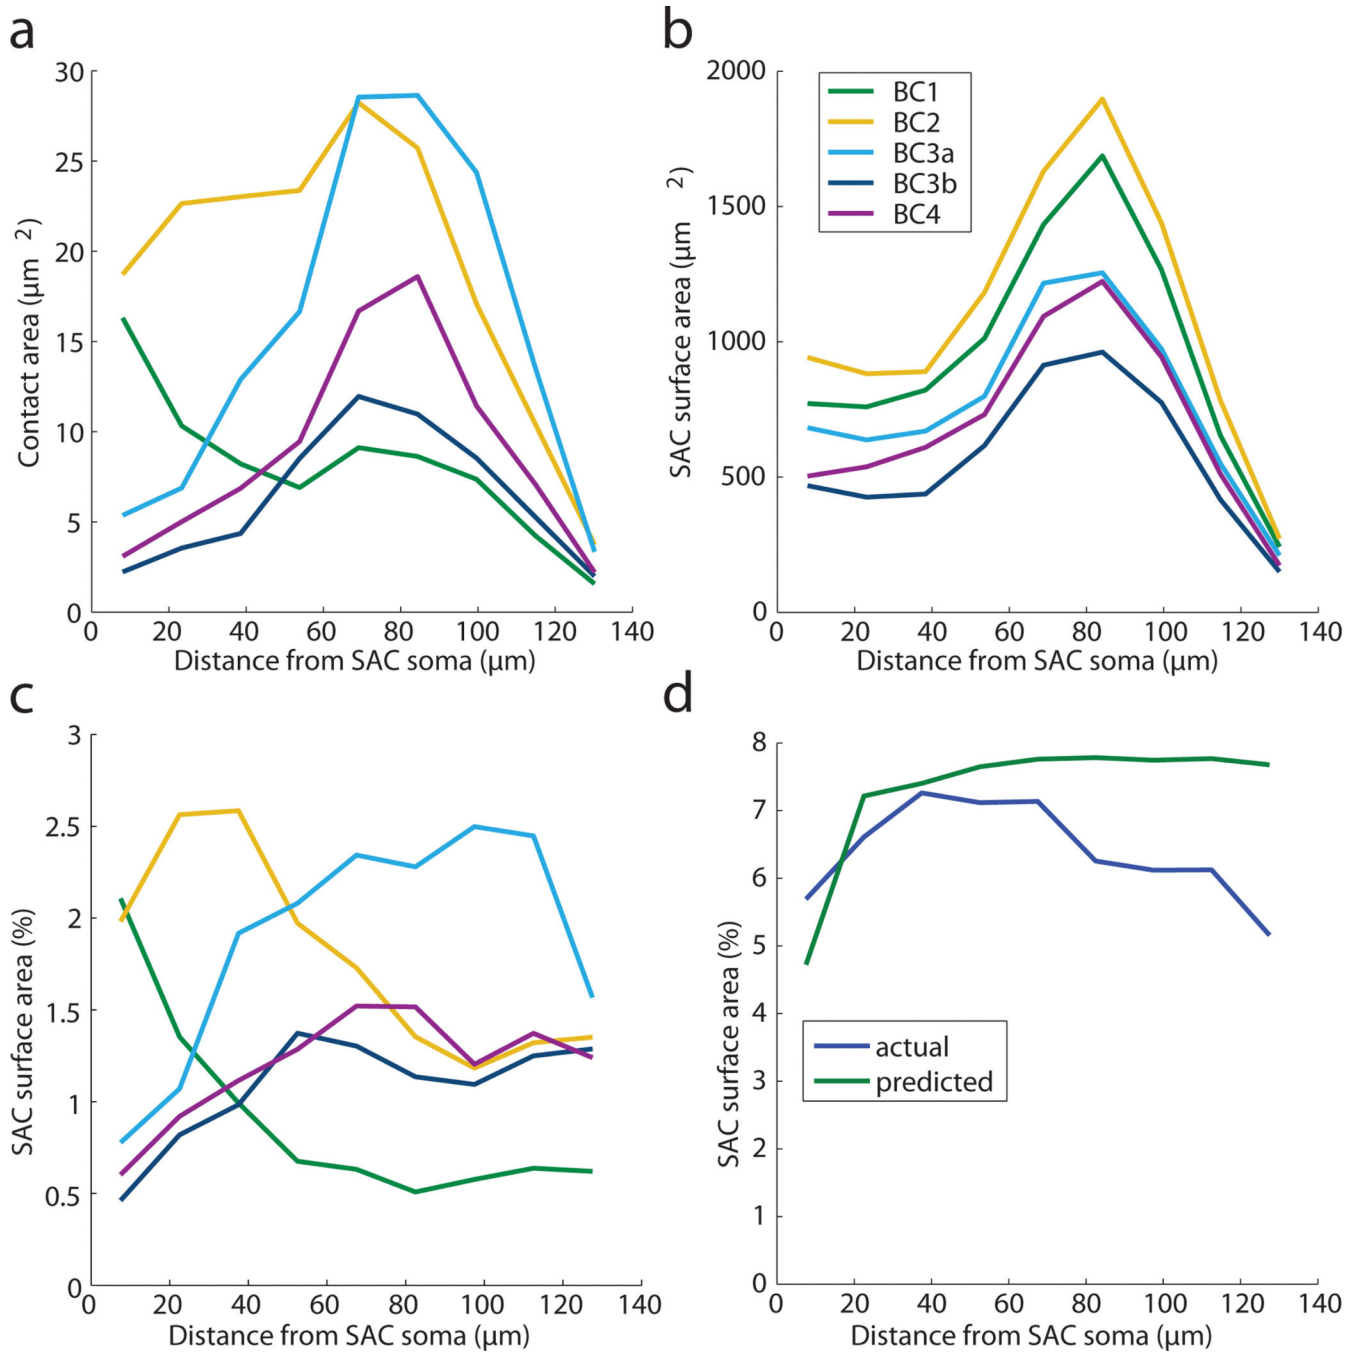 a
30
25
20
15
10
5
0
0 20 40 60 80 100 120 140
Contact area (µm 2)
Distance from SAC soma (µm)
b
2000
1500
1000
500
0
0 20 40 60 80 100 120 140
SAC surface area (µm 2)
Distance from SAC soma (µm)
BC1
BC2
BC3a
BC3b
BC4
c
3
2.5
2
1.5
1
0.5
0
0 20 40 60 80 100 120 140
SAC surface area (%)
Distance from SAC soma (µm)
d
8
7
6
5
4
3
2
1
0
0 20 40 60 80 100 120 140
SAC surface area (%)
Distance from SAC soma (µm)
actual
predicted